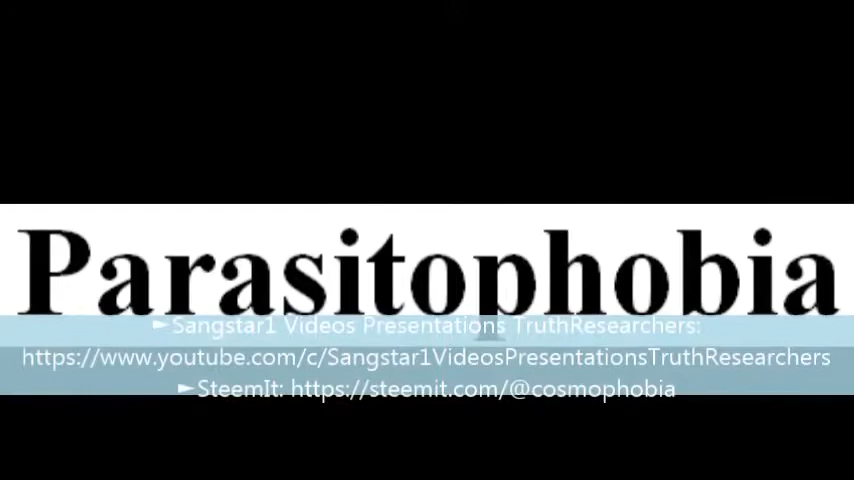 Parasitophobia
►Sangstar1 Videos Presentations TruthResearchers:
https://www.youtube.com/c/Sangstar1VideosPresentationsTruthResearchers
►SteemIt: https://steemit.com/@cosmophobia